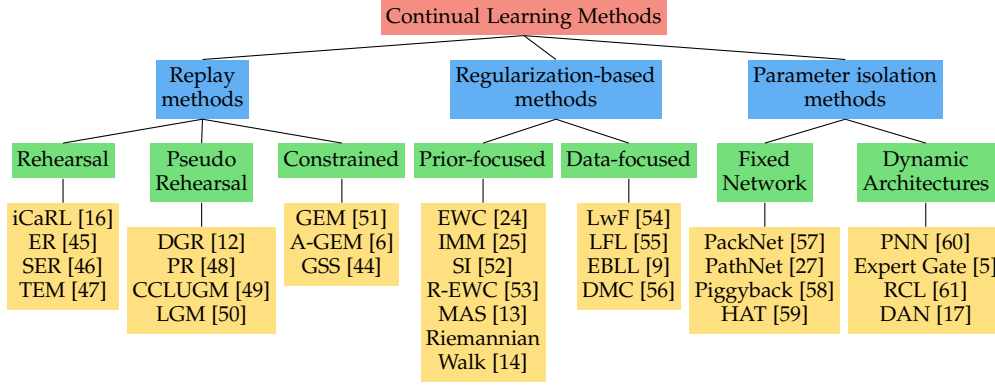 Continual Learning Methods
Replay
methods
Regularization-based
methods
Parameter isolation
methods
Rehearsal
Pseudo
Rehearsal
Constrained
Prior-focused
Data-focused
Fixed
Network
Dynamic
Architectures
iCaRL [16]
ER [45]
SER [46]
TEM [47]
DGR [12]
PR [48]
CCLUGM [49]
LGM [50]
GEM [51]
A-GEM [6]
GSS [44]
EWC [24]
IMM [25]
SI [52]
R-EWC [53]
MAS [13]
Riemannian
Walk [14]
LwF [54]
LFL [55]
EBLL [9]
DMC [56]
PackNet [57]
PathNet [27]
Piggyback [58]
HAT [59]
PNN [60]
Expert Gate [5]
RCL [61]
DAN [17]